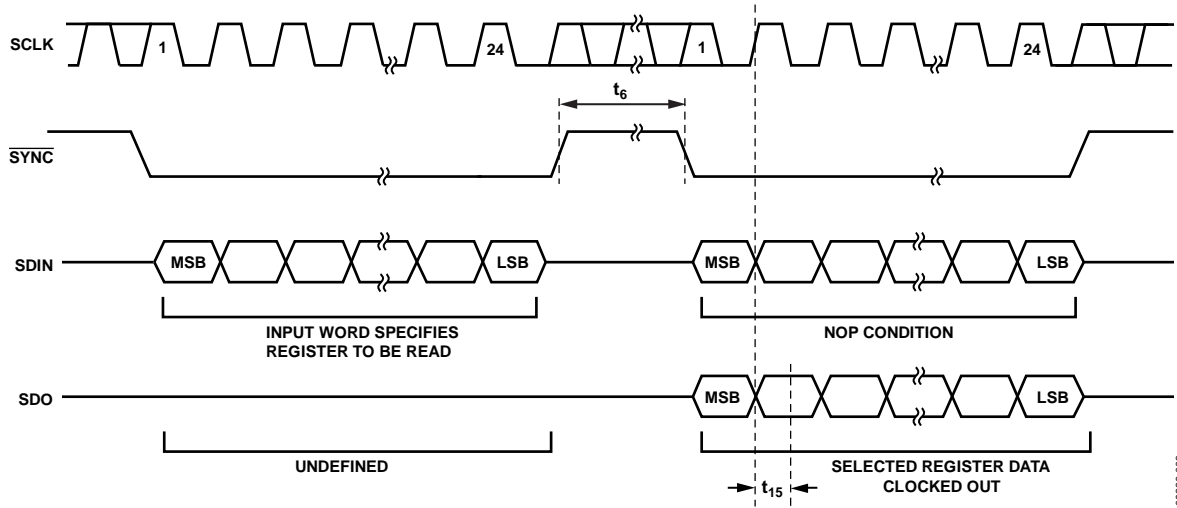 SCLK
1
24
1
24
t6
SYNC
SDIN
MSB
LSB
MSB
LSB
INPUT WORD SPECIFIES
REGISTER TO BE READ
NOP CONDITION
SDO
MSB
LSB
UNDEFINED
SELECTED REGISTER DATA
CLOCKED OUT
t15